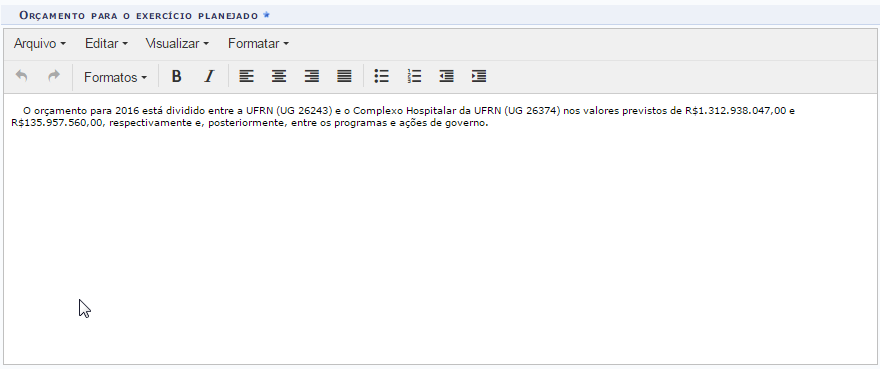 Orçamento para o exercício planejado *
Arquivo Editar Visualizar Formatar
Formatos B I
O orçamento para 2016 está dividido entre a UFRN (UG 26243) e o Complexo Hospitalar da UFRN (UG 26374) nos valores previstos de R$1.312.938.047,00 e
R$135.957.560,00, respectivamente e, posteriormente, entre os programas e ações de governo.